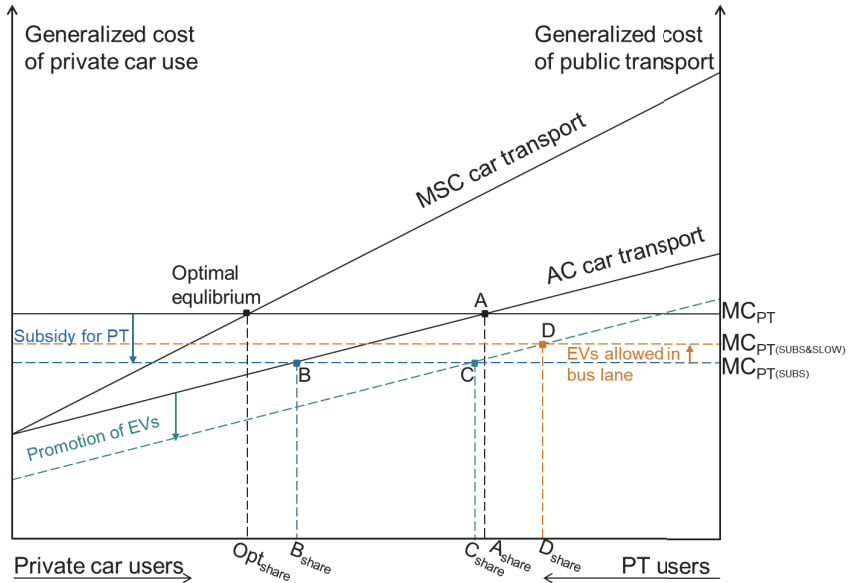 Generalized cost
of private car use
Generalized cost
of public transport
MSC car transport
AC car transport
Optimal
equlibrium
A
MC_PT
Subsidy for PT
D
MC_PT(SUBS&SLOW)
EVs allowed in
bus lane
B
C
MC_PT(SUBS)
Promotion of EVs
Opt_share
B_share
C_share
A_share
D_share
Private car users
PT users